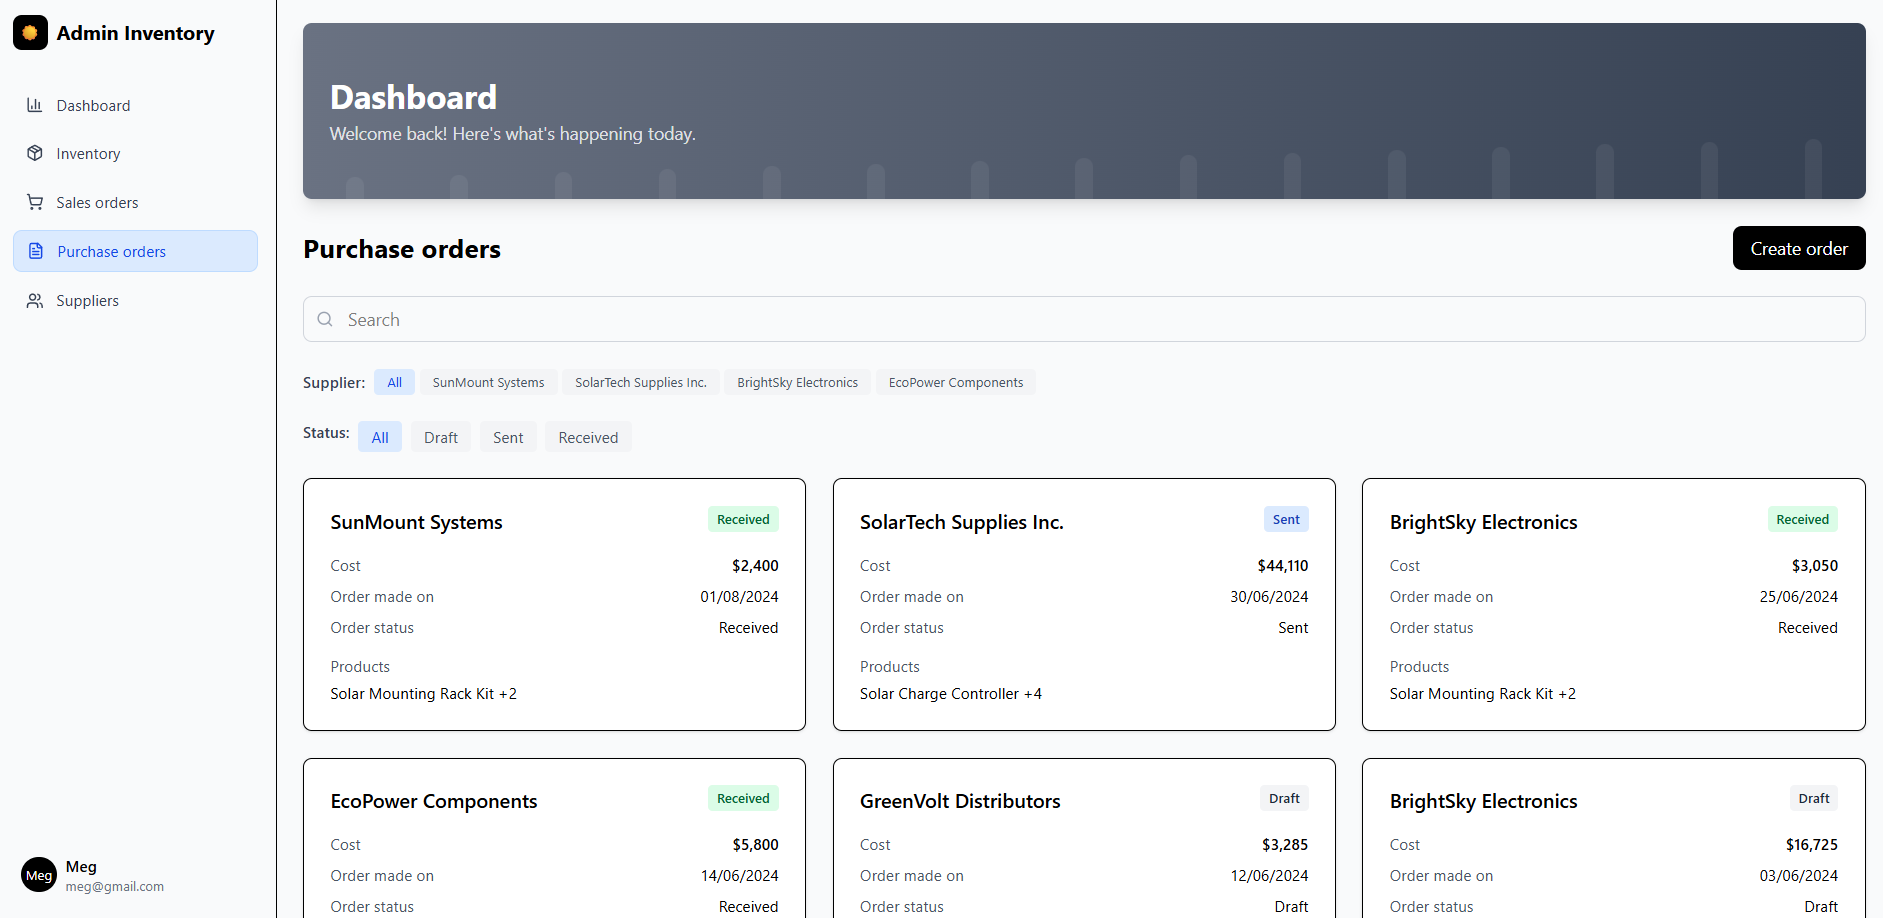 Admin Inventory
Dashboard
Inventory
Sales orders
Purchase orders
Suppliers
Meg
Meg
meg@gmail.com
Dashboard
Welcome back! Here's what's happening today.
Purchase orders
Create order
Search
Supplier: All SunMount Systems SolarTech Supplies Inc. BrightSky Electronics EcoPower Components
Status: All Draft Sent Received
SunMount Systems Received
Cost $2,400
Order made on 01/08/2024
Order status Received
Products
Solar Mounting Rack Kit +2
SolarTech Supplies Inc. Sent
Cost $44,110
Order made on 30/06/2024
Order status Sent
Products
Solar Charge Controller +4
BrightSky Electronics Received
Cost $3,050
Order made on 25/06/2024
Order status Received
Products
Solar Mounting Rack Kit +2
EcoPower Components Received
Cost $5,800
Order made on 14/06/2024
Order status Received
GreenVolt Distributors Draft
Cost $3,285
Order made on 12/06/2024
Order status Draft
BrightSky Electronics Draft
Cost $16,725
Order made on 03/06/2024
Order status Draft